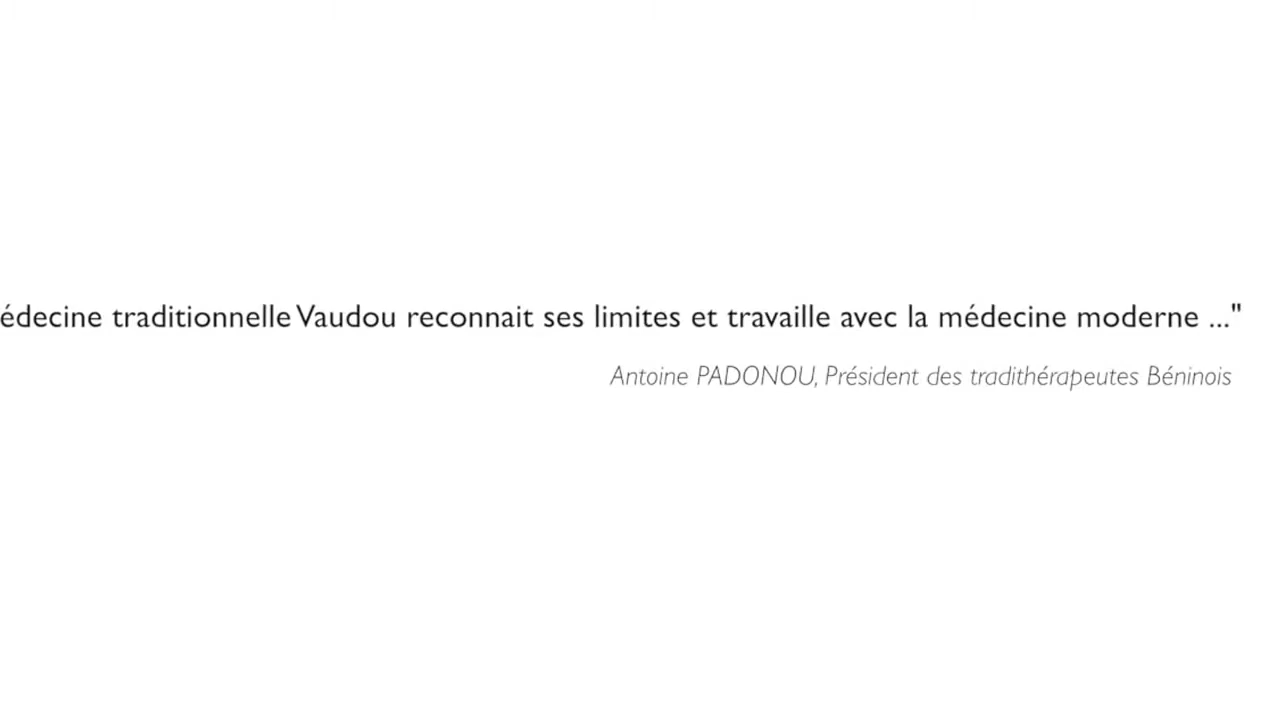 édecine traditionnelle Vaudou reconnait ses limites et travaille avec la médecine moderne ..."
Antoine PADONOU, Président des tradithérapeutes Béninois